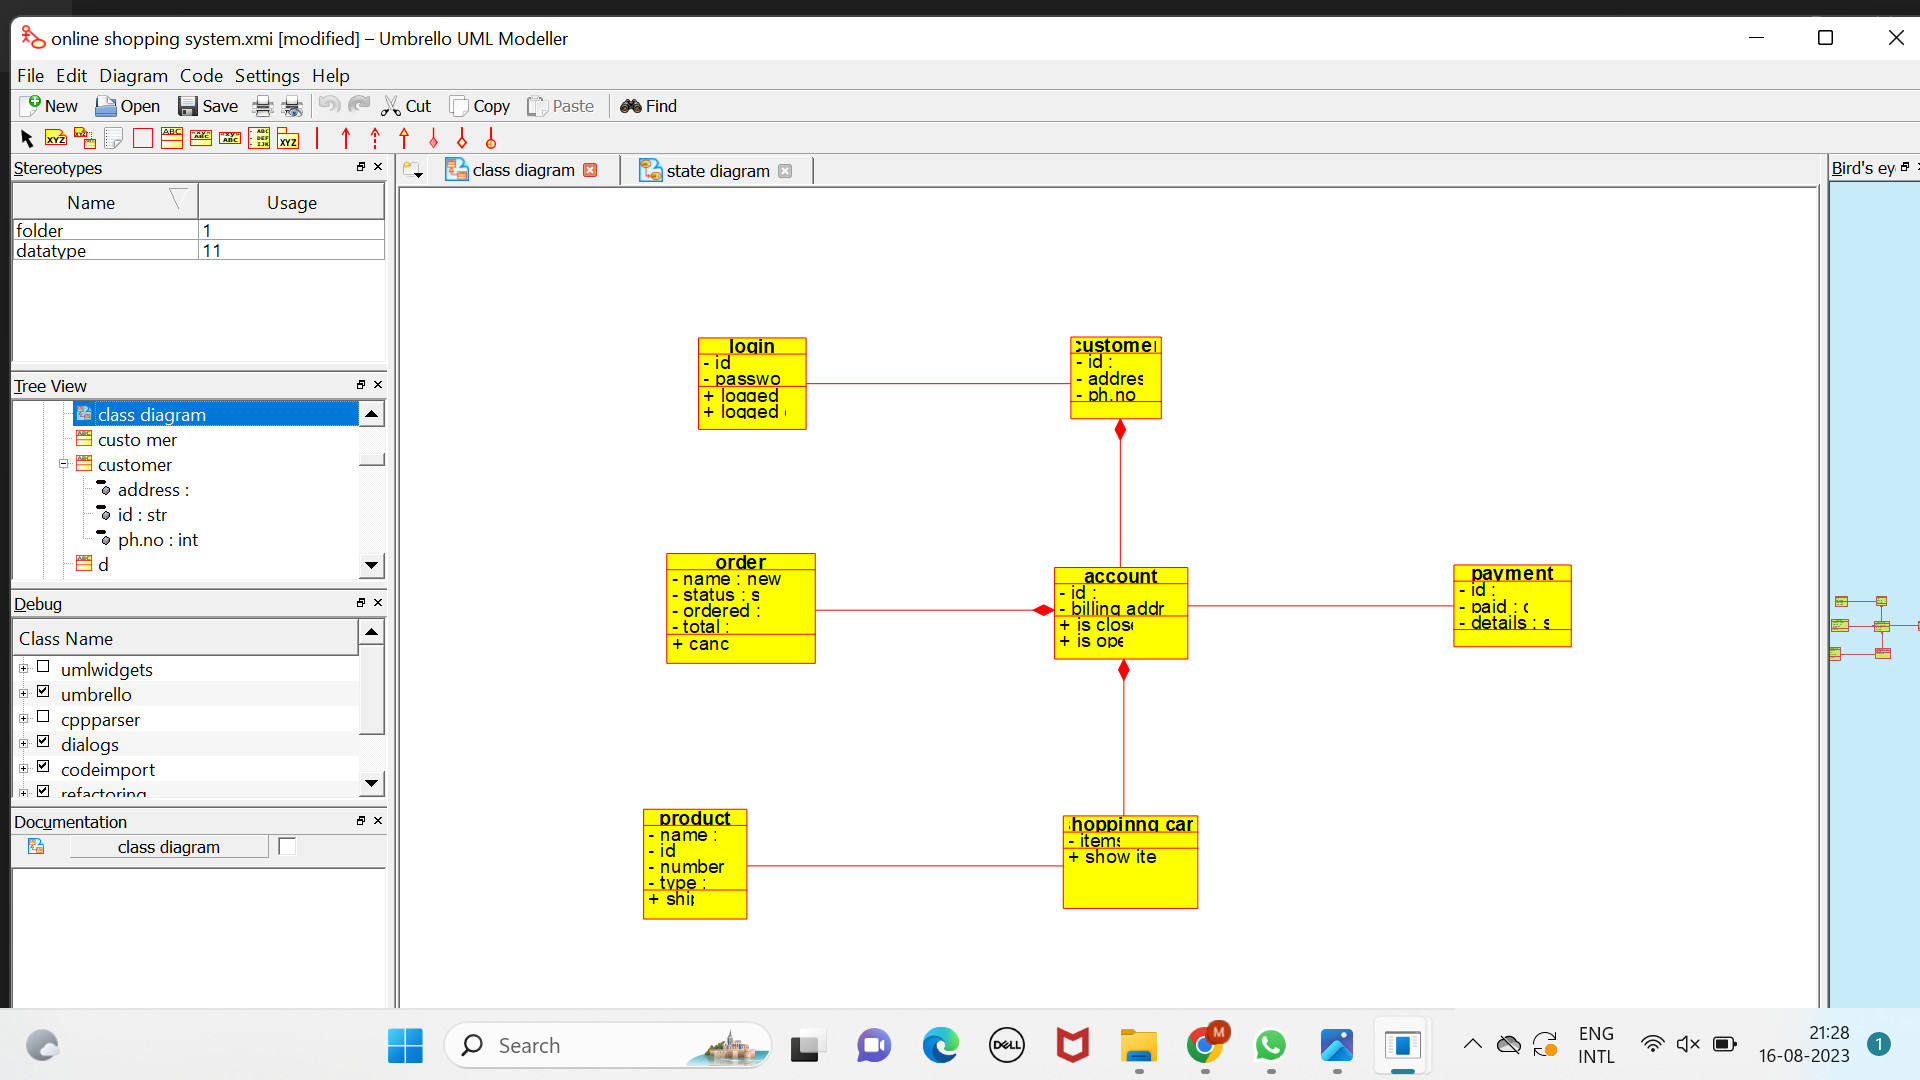 online shopping system.xmi [modified] – Umbrello UML Modeller
File Edit Diagram Code Settings Help
New Open Save Cut Copy Paste Find
Stereotypes
Name Usage
folder 1
datatype 11
Tree View
class diagram
custo mer
customer
address :
id : str
ph.no : int
d
Debug
Class Name
umlwidgets
umbrello
cppparser
dialogs
codeimport
refactoring
Documentation
class diagram
class diagram state diagram
Bird's ey
login
- id
- passwo
+ logged
+ logged
custome
- id :
- addres
- ph.no
order
- name : new
- status : s
- ordered :
- total :
+ canc
account
- id :
- billing addr
+ is close
+ is ope
payment
- id :
- paid : c
- details : s
product
- name :
- id
- number
- type :
+ ship
hoppinng car
- items
+ show ite
Search
DELL
M
ENG
INTL
21:28
16-08-2023
1